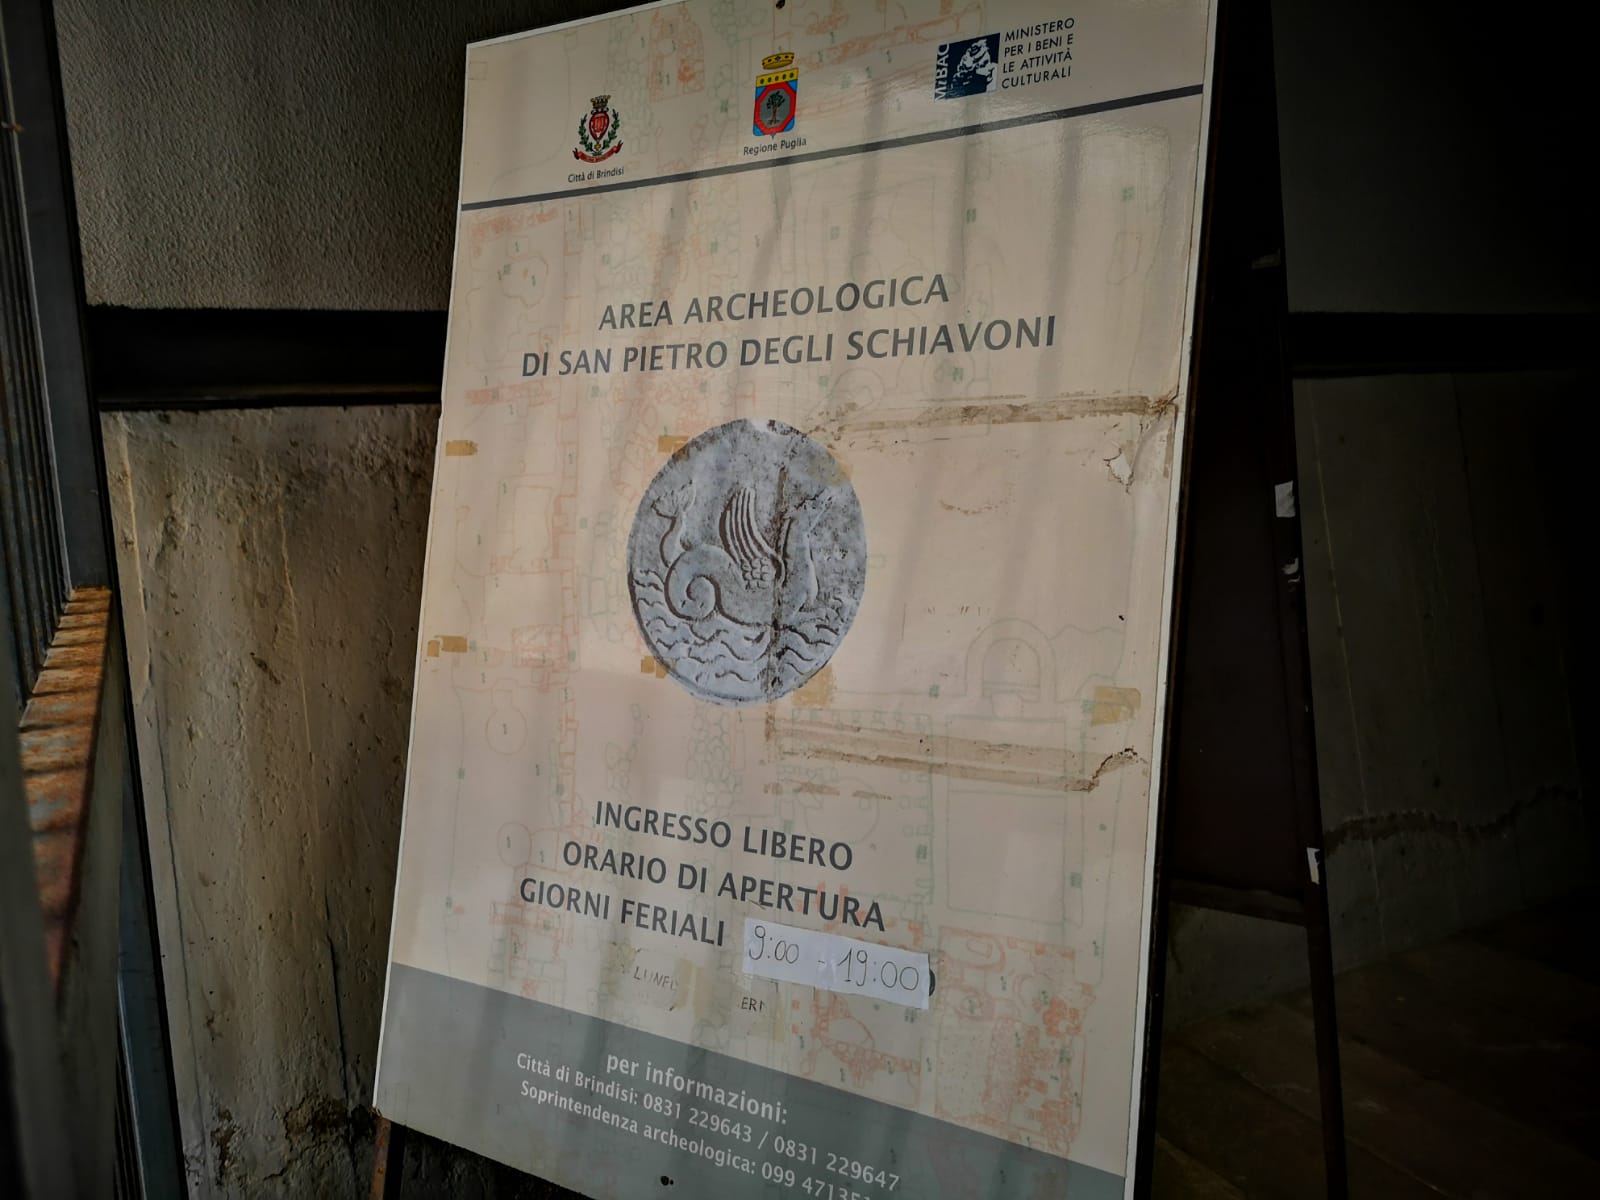 MiBAC
MINISTERO
PER I BENI E
LE ATTIVITÀ
CULTURALI
Regione Puglia
Città di Brindisi
AREA ARCHEOLOGICA
DI SAN PIETRO DEGLI SCHIAVONI
INGRESSO LIBERO
ORARIO DI APERTURA
GIORNI FERIALI 9:00 - 19:00
per informazioni:
Città di Brindisi: 0831 229643 / 0831 229647
Soprintendenza archeologica: 099